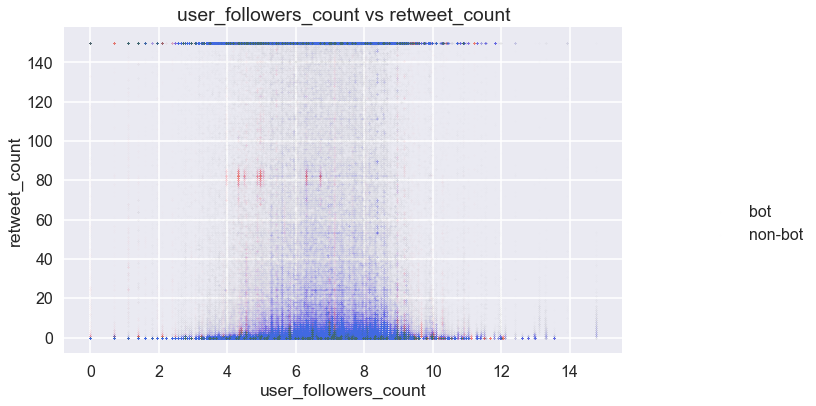 user_followers_count vs retweet_count
retweet_count
140
120
100
80
60
40
20
0
0 2 4 6 8 10 12 14
user_followers_count
bot
non-bot